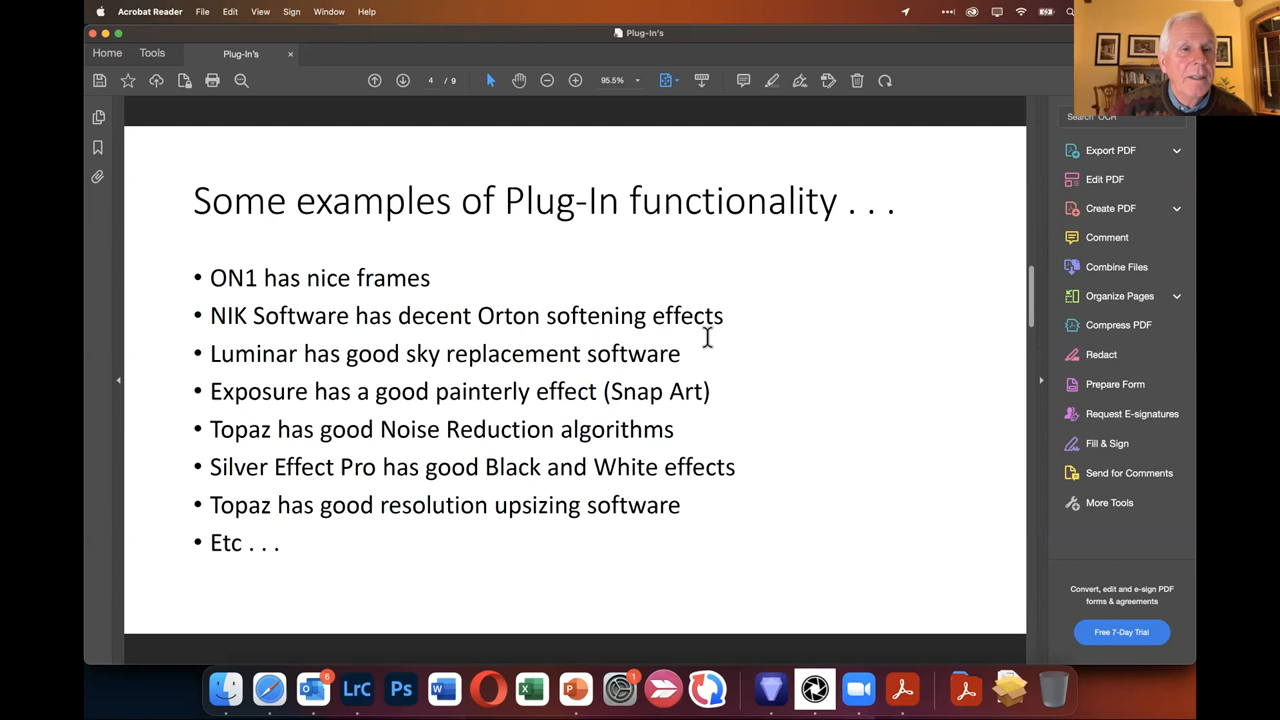 Acrobat Reader File Edit View Sign Window Help
Plug-In's
Home Tools Plug-In's ×
4 / 9 95.5%
Some examples of Plug-In functionality . . .
• ON1 has nice frames
• NIK Software has decent Orton softening effects
• Luminar has good sky replacement software
• Exposure has a good painterly effect (Snap Art)
• Topaz has good Noise Reduction algorithms
• Silver Effect Pro has good Black and White effects
• Topaz has good resolution upsizing software
• Etc . . .
Search 'OCR'
Export PDF
Edit PDF
Create PDF
Comment
Combine Files
Organize Pages
Compress PDF
Redact
Prepare Form
Request E-signatures
Fill & Sign
Send for Comments
More Tools
Convert, edit and e-sign PDF
forms & agreements
Free 7-Day Trial
6 LrC Ps W X P 1